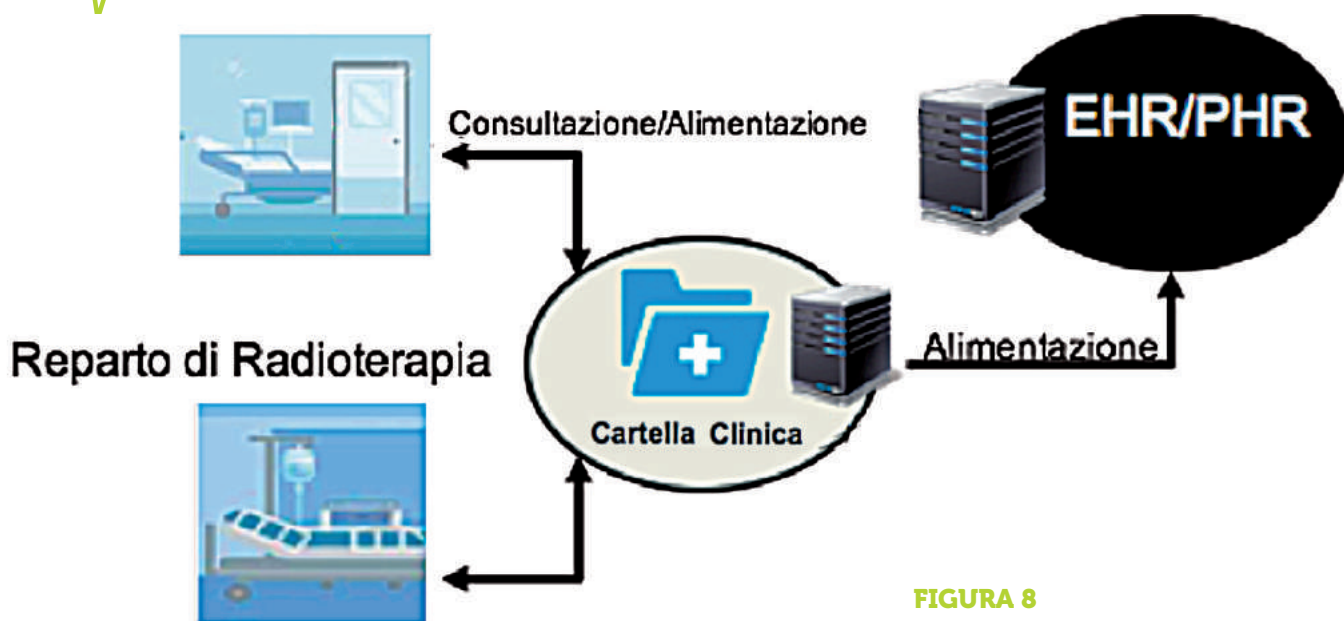 EHR/PHR
Consultazione/Alimentazione
Reparto di Radioterapia
Alimentazione
Cartella Clinica
FIGURA 8